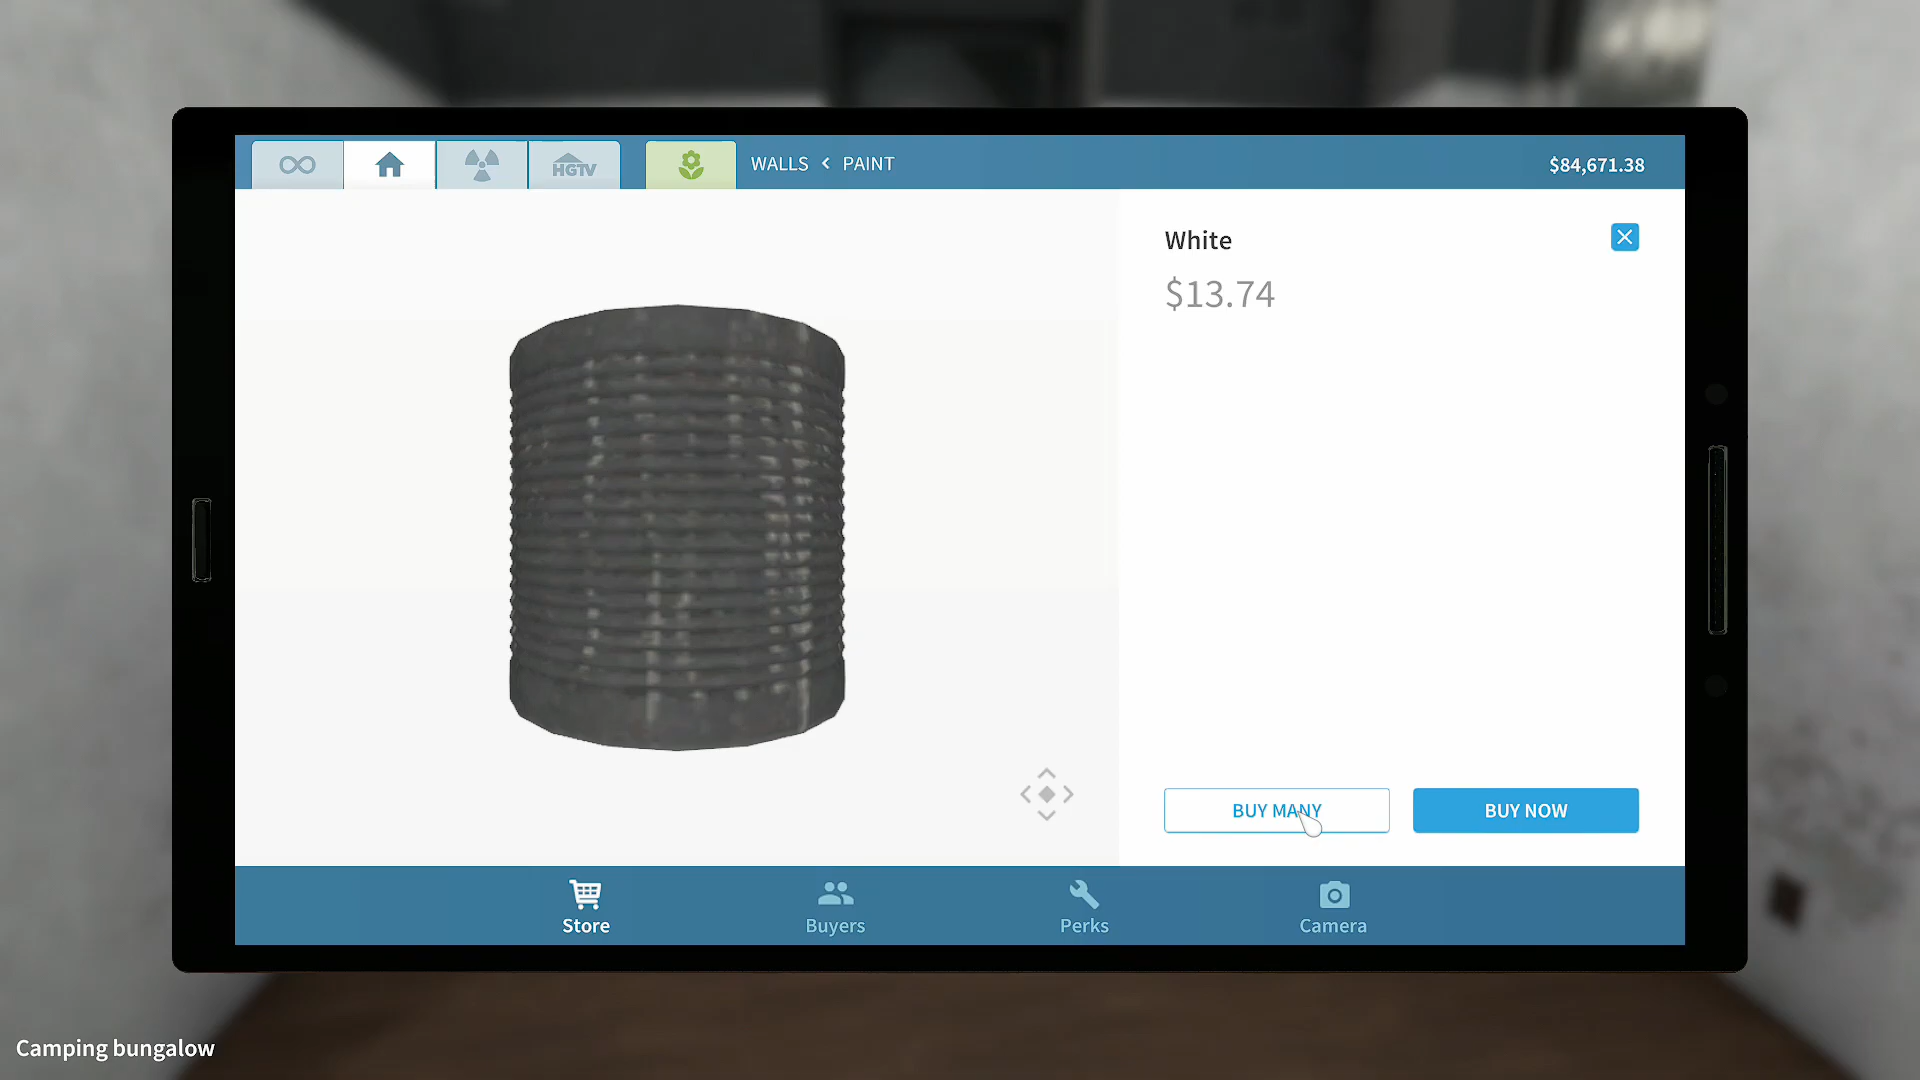 HGTV
WALLS < PAINT
$84,671.38
White
$13.74
BUY MANY
BUY NOW
Store
Buyers
Perks
Camera
Camping bungalow